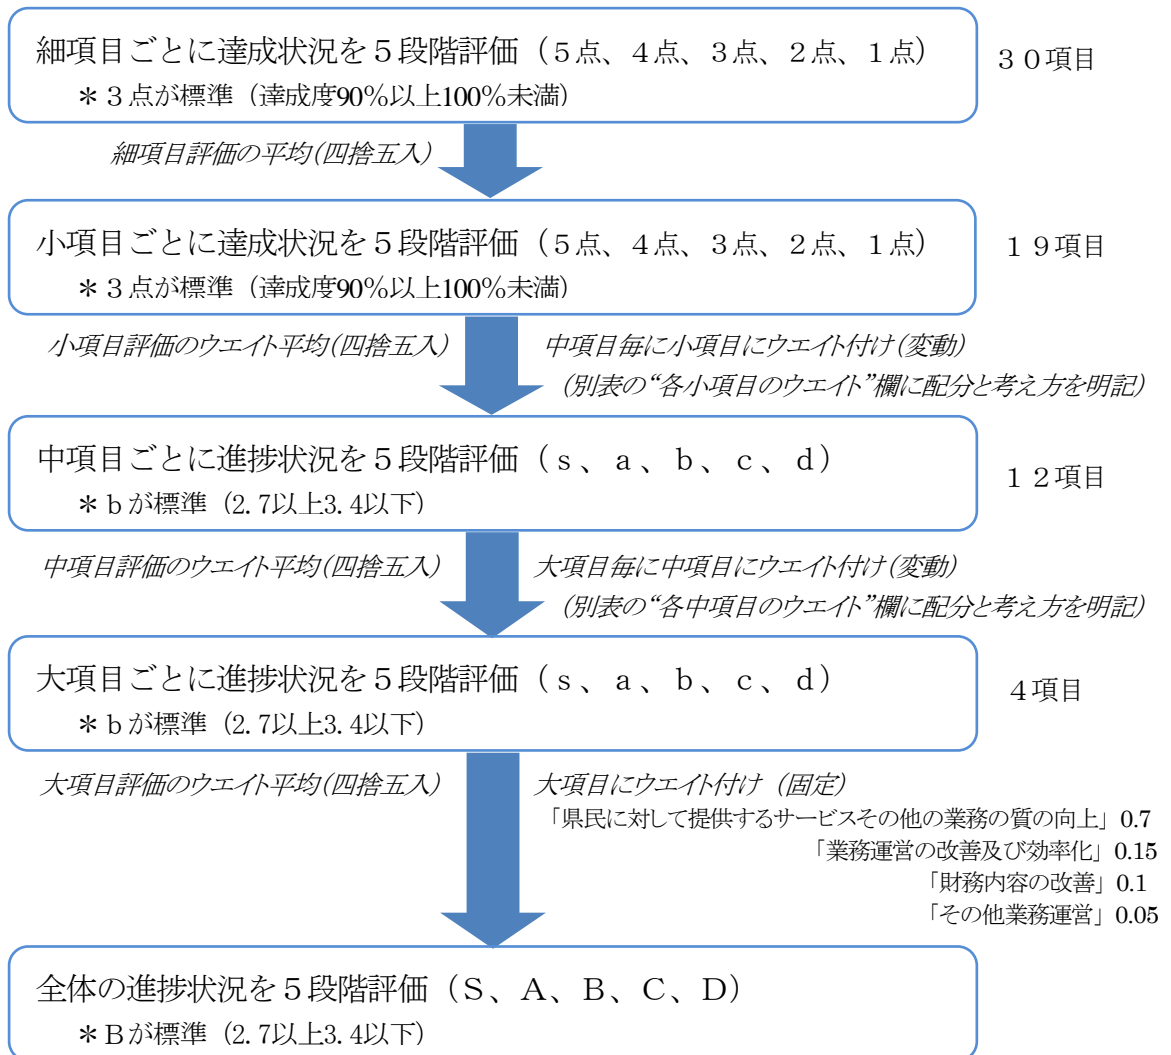 細項目ごとに達成状況を５段階評価（５点、４点、３点、２点、１点）
３０項目
＊３点が標準（達成度90％以上100％未満）
細項目評価の平均（四捨五入）
小項目ごとに達成状況を５段階評価（５点、４点、３点、２点、１点）
１９項目
＊３点が標準（達成度90％以上100％未満）
小項目評価のウエイト平均（四捨五入）
中項目毎に小項目にウエイト付け（変動）
（別表の“各小項目のウエイト”欄に配分と考え方を明記）
中項目ごとに進捗状況を５段階評価（ｓ、ａ、ｂ、ｃ、ｄ）
１２項目
＊ｂが標準（2.7以上3.4以下）
中項目評価のウエイト平均（四捨五入）
大項目毎に中項目にウエイト付け（変動）
（別表の“各中項目のウエイト”欄に配分と考え方を明記）
大項目ごとに進捗状況を５段階評価（ｓ、ａ、ｂ、ｃ、ｄ）
４項目
＊ｂが標準（2.7以上3.4以下）
大項目評価のウエイト平均（四捨五入）
大項目にウエイト付け（固定）
「県民に対して提供するサービスその他の業務の質の向上」0.7
「業務運営の改善及び効率化」0.15
「財務内容の改善」0.1
「その他業務運営」0.05
全体の進捗状況を５段階評価（Ｓ、Ａ、Ｂ、Ｃ、Ｄ）
＊Ｂが標準（2.7以上3.4以下）